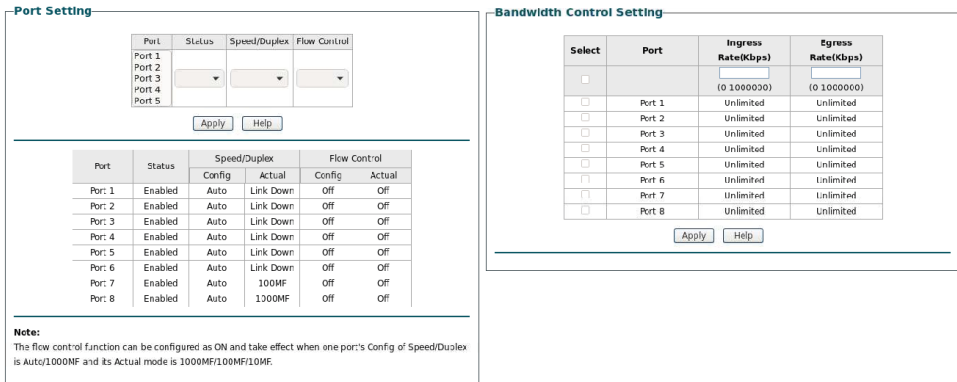 Port Setting
Port Status Speed/Duplex Flow Control
Port 1
Port 2
Port 3
Port 4
Port 5
Apply Help
Port Status Speed/Duplex Flow Control
Config Actual Config Actual
Port 1 Enabled Auto Link Down Off Off
Port 2 Enabled Auto Link Down Off Off
Port 3 Enabled Auto Link Down Off Off
Port 4 Enabled Auto Link Down Off Off
Port 5 Enabled Auto Link Down Off Off
Port 6 Enabled Auto Link Down Off Off
Port 7 Enabled Auto 100MF Off Off
Port 8 Enabled Auto 1000MF Off Off
Note:
The flow control function can be configured as ON and take effect when one port's Config of Speed/Duplex
is Auto/1000MF and its Actual mode is 1000MF/100MF/10MF.
Bandwidth Control Setting
Select Port Ingress Rate(Kbps) Egress Rate(Kbps)
(0 1000000) (0 1000000)
Port 1 Unlimited Unlimited
Port 2 Unlimited Unlimited
Port 3 Unlimited Unlimited
Port 4 Unlimited Unlimited
Port 5 Unlimited Unlimited
Port 6 Unlimited Unlimited
Port 7 Unlimited Unlimited
Port 8 Unlimited Unlimited
Apply Help